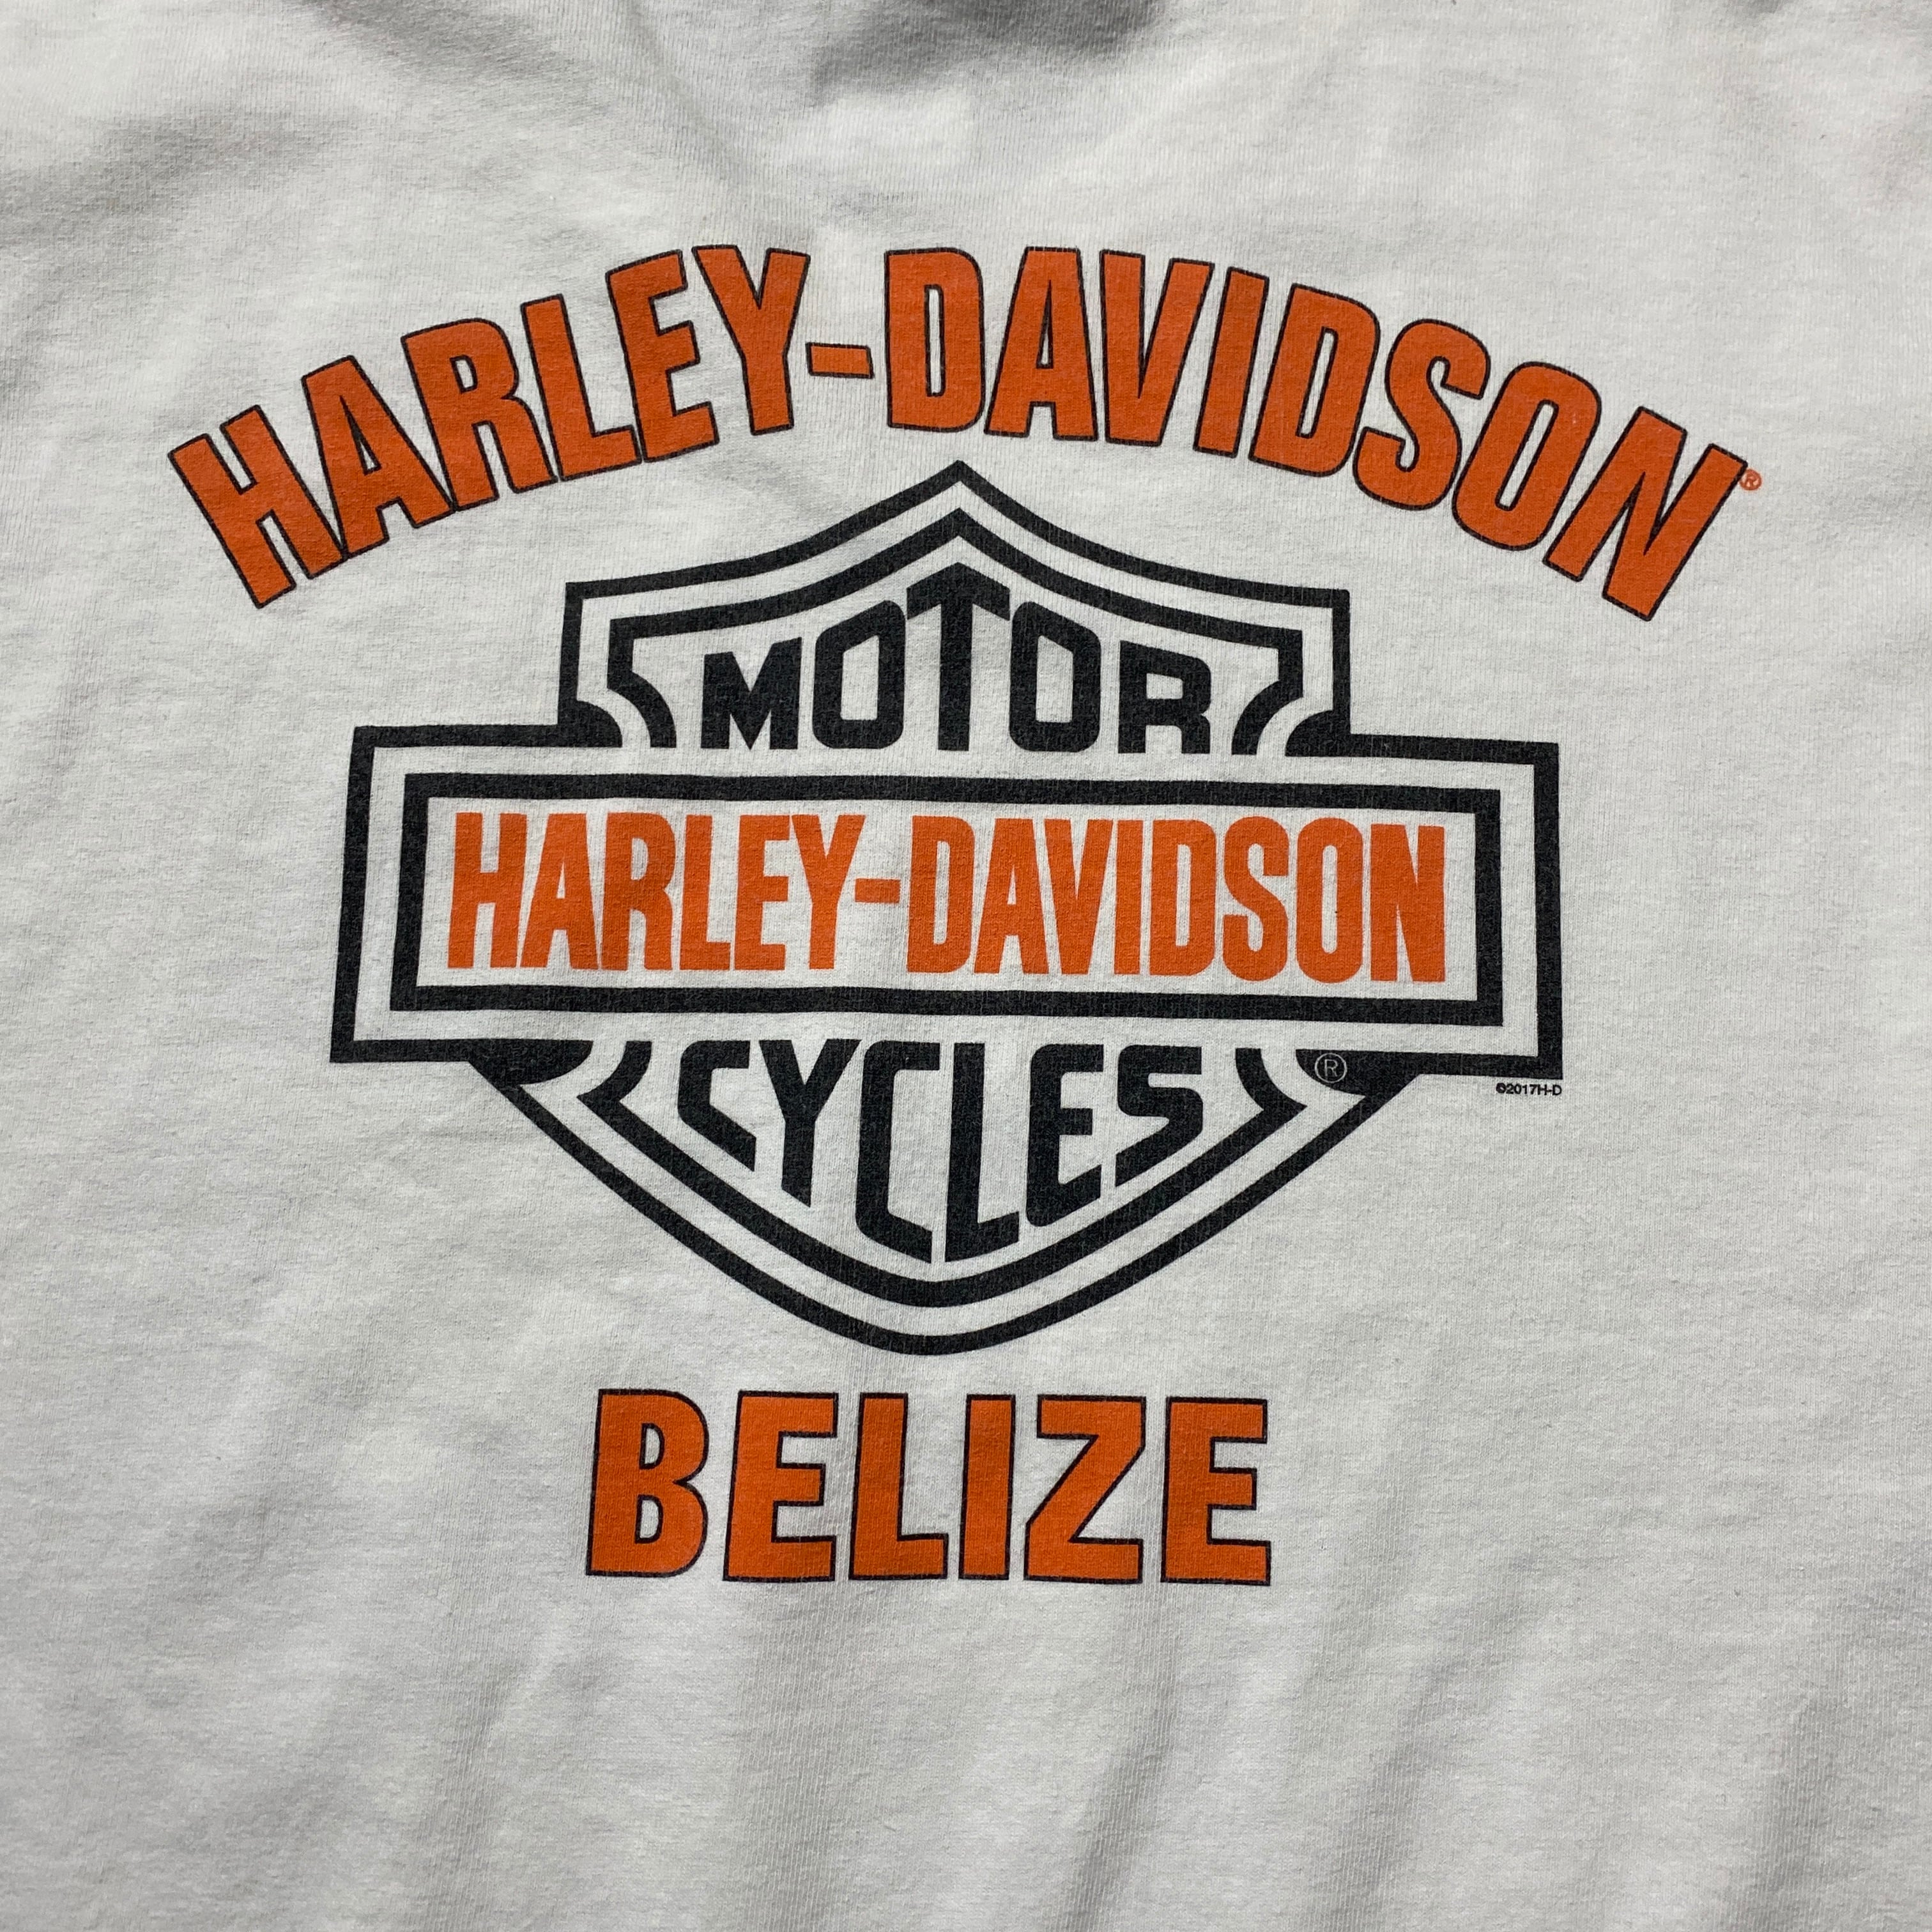 HARLEY-DAVIDSON®
MOTOR
HARLEY-DAVIDSON
CYCLES
®
©2017H-D
BELIZE